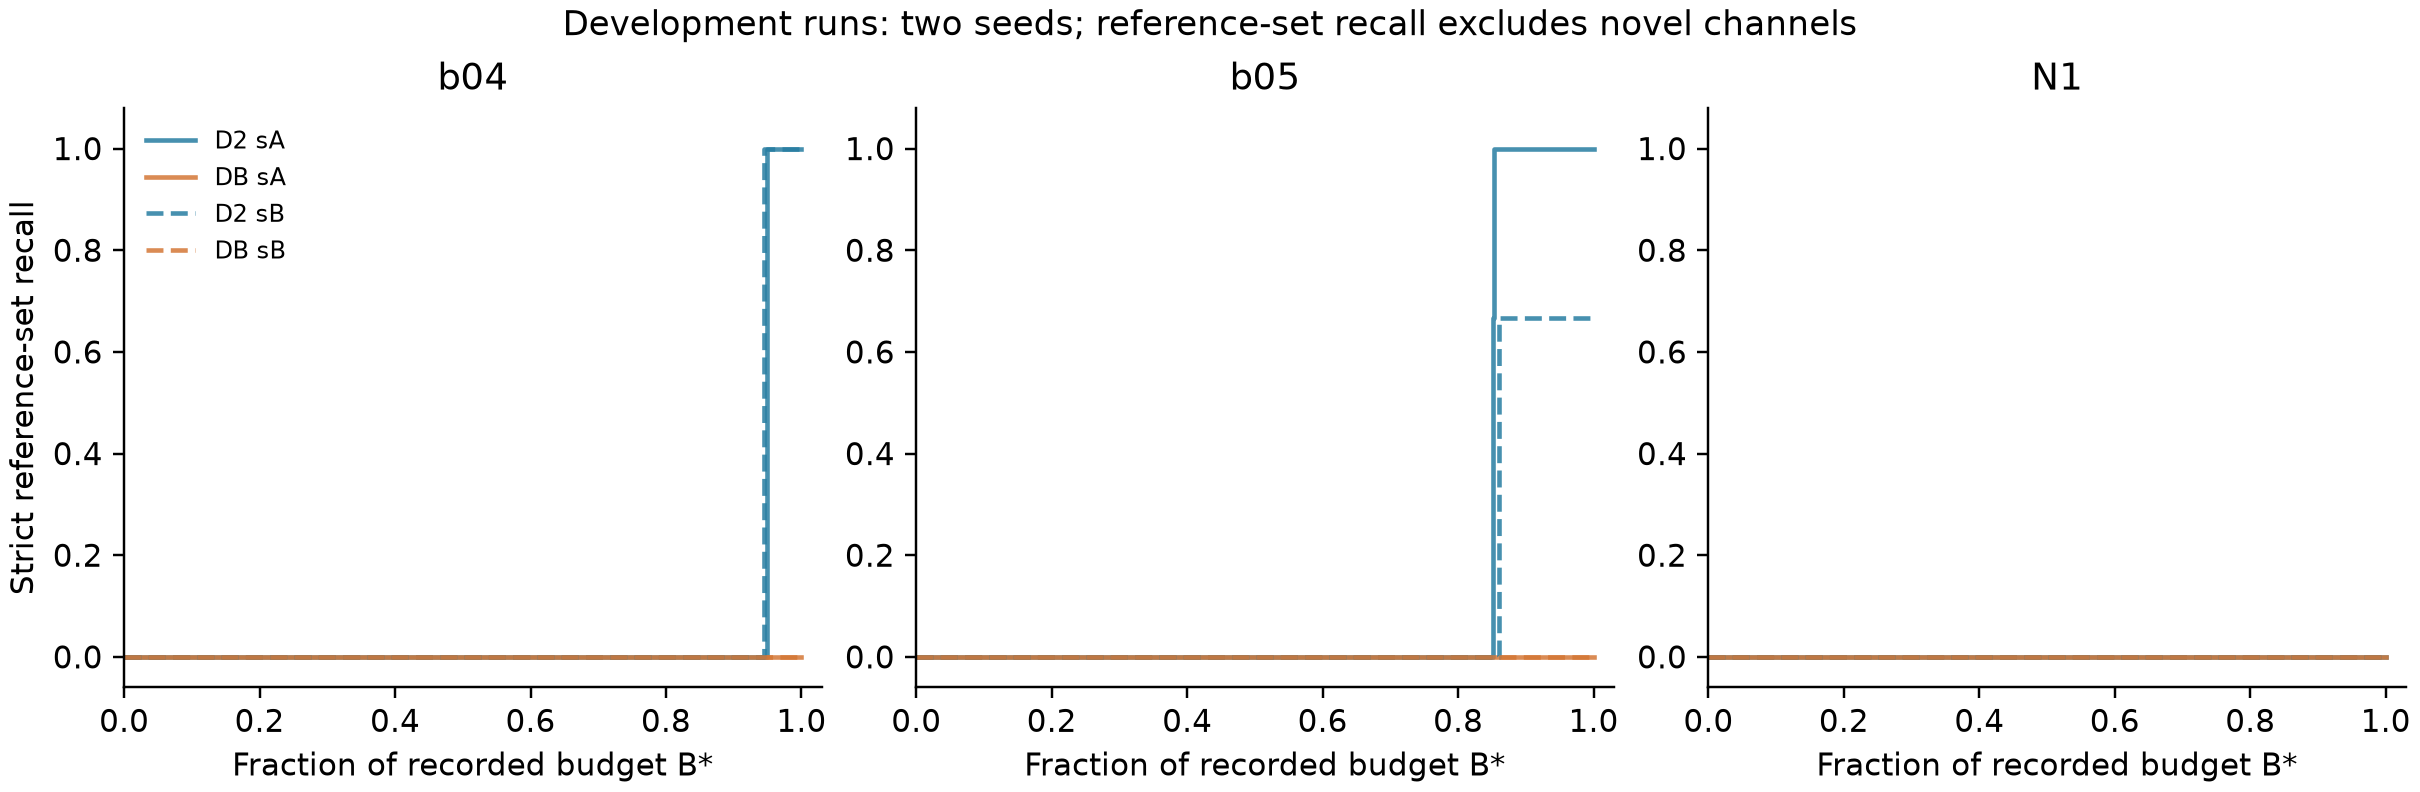 Development runs: two seeds; reference-set recall excludes novel channels
b04
b05
N1
Strict reference-set recall
D2 sA
DB sA
D2 sB
DB sB
1.0
0.8
0.6
0.4
0.2
0.0
0.0 0.2 0.4 0.6 0.8 1.0
Fraction of recorded budget B*
1.0
0.8
0.6
0.4
0.2
0.0
0.0 0.2 0.4 0.6 0.8 1.0
Fraction of recorded budget B*
1.0
0.8
0.6
0.4
0.2
0.0
0.0 0.2 0.4 0.6 0.8 1.0
Fraction of recorded budget B*